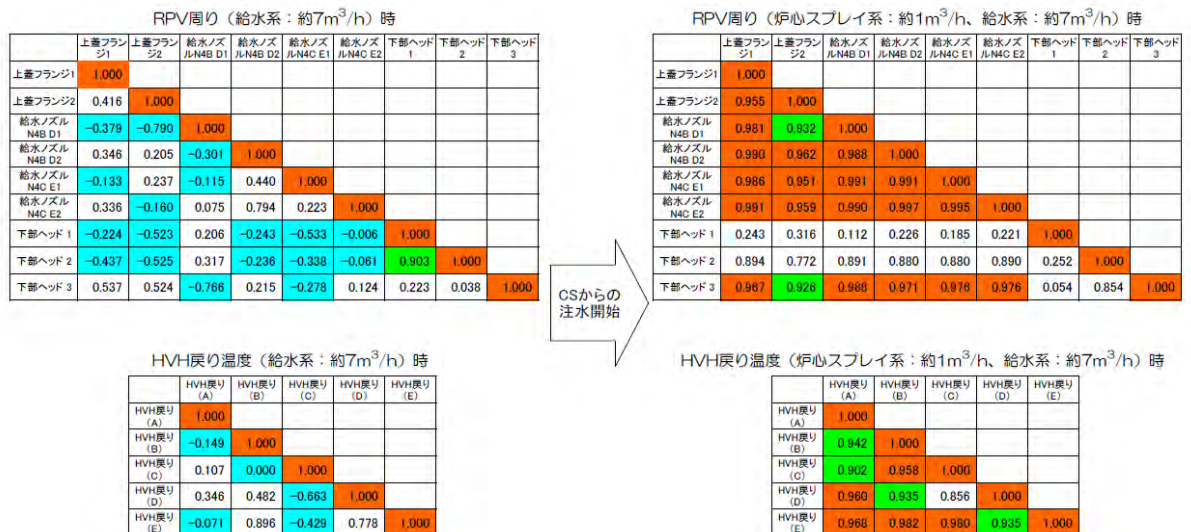 RPV周り（給水系：約7m³/h）時
上蓋フランジ1 上蓋フランジ2 給水ノズルN4B D1 給水ノズルN4B D2 給水ノズルN4C E1 給水ノズルN4C E2 下部ヘッド1 下部ヘッド2 下部ヘッド3
上蓋フランジ1 1.000
上蓋フランジ2 0.416 1.000
給水ノズルN4B D1 -0.379 -0.790 1.000
給水ノズルN4B D2 0.346 0.205 -0.301 1.000
給水ノズルN4C E1 -0.133 0.237 -0.115 0.440 1.000
給水ノズルN4C E2 0.336 -0.160 0.075 0.794 0.223 1.000
下部ヘッド 1 -0.224 -0.523 0.206 -0.243 -0.533 -0.006 1.000
下部ヘッド 2 -0.437 -0.525 0.317 -0.236 -0.338 -0.061 0.903 1.000
下部ヘッド 3 0.537 0.524 -0.766 0.215 -0.278 0.124 0.223 0.038 1.000
CSからの
注水開始
RPV周り（炉心スプレイ系：約1m³/h、給水系：約7m³/h）時
上蓋フランジ1 上蓋フランジ2 給水ノズルN4B D1 給水ノズルN4B D2 給水ノズルN4C E1 給水ノズルN4C E2 下部ヘッド1 下部ヘッド2 下部ヘッド3
上蓋フランジ1 1.000
上蓋フランジ2 0.955 1.000
給水ノズルN4B D1 0.981 0.932 1.000
給水ノズルN4B D2 0.990 0.962 0.988 1.000
給水ノズルN4C E1 0.986 0.951 0.991 0.991 1.000
給水ノズルN4C E2 0.991 0.959 0.990 0.997 0.995 1.000
下部ヘッド 1 0.243 0.316 0.112 0.226 0.185 0.221 1.000
下部ヘッド 2 0.894 0.772 0.891 0.880 0.880 0.890 0.252 1.000
下部ヘッド 3 0.967 0.926 0.986 0.971 0.976 0.976 0.054 0.854 1.000
HVH戻り温度（給水系：約7m³/h）時
HVH戻り（A） HVH戻り（B） HVH戻り（C） HVH戻り（D） HVH戻り（E）
HVH戻り（A） 1.000
HVH戻り（B） -0.149 1.000
HVH戻り（C） 0.107 0.000 1.000
HVH戻り（D） 0.346 0.482 -0.663 1.000
HVH戻り（E） -0.071 0.896 -0.429 0.778 1.000
HVH戻り温度（炉心スプレイ系：約1m³/h、給水系：約7m³/h）時
HVH戻り（A） HVH戻り（B） HVH戻り（C） HVH戻り（D） HVH戻り（E）
HVH戻り（A） 1.000
HVH戻り（B） 0.942 1.000
HVH戻り（C） 0.902 0.958 1.000
HVH戻り（D） 0.960 0.935 0.856 1.000
HVH戻り（E） 0.968 0.982 0.980 0.935 1.000